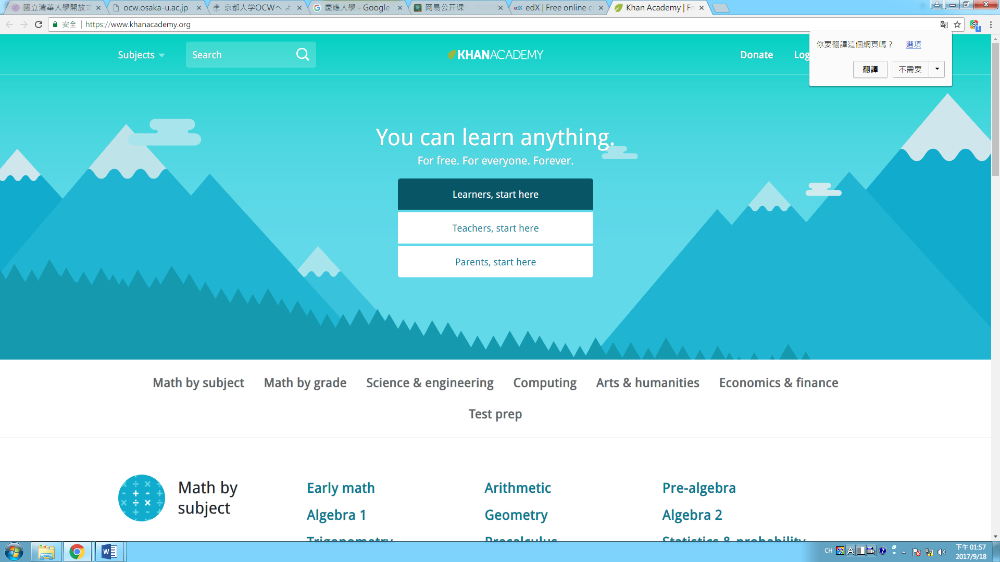 國立清華大學開放式
ocw.osaka-u.ac.jp
京都大学OCWへ よ
慶應大學 - Google
网易公开课
edX | Free online co
Khan Academy | Fr
安全
https://www.khanacademy.org
你要翻譯這個網頁嗎？ 選項
翻譯 不需要
Subjects
Search
KHANACADEMY
Donate
Log
You can learn anything.
For free. For everyone. Forever.
Learners, start here
Teachers, start here
Parents, start here
Math by subject Math by grade Science & engineering Computing Arts & humanities Economics & finance
Test prep
Math by
subject
Early math Arithmetic Pre-algebra
Algebra 1 Geometry Algebra 2
Trigonometry Precalculus Statistics & probability
CH
下午 01:57
2017/9/18